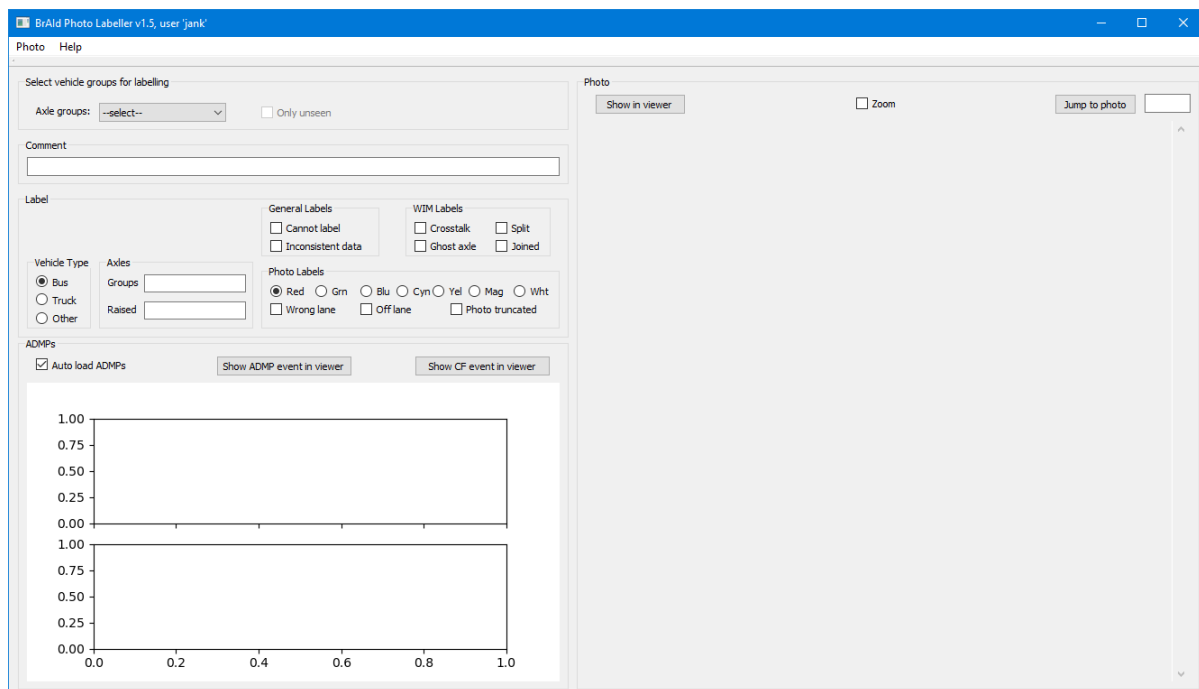 BrAId Photo Labeller v1.5, user 'jank'
Photo Help
Select vehicle groups for labelling
Axle groups: --select-- Only unseen
Comment
Label
General Labels
Cannot label
Inconsistent data
WIM Labels
Crosstalk Split
Ghost axle Joined
Vehicle Type
Bus
Truck
Other
Axles
Groups
Raised
Photo Labels
Red Grn Blu Cyn Yel Mag Wht
Wrong lane Off lane Photo truncated
ADMPs
Auto load ADMPs Show ADMP event in viewer Show CF event in viewer
1.00
0.75
0.50
0.25
0.00
1.00
0.75
0.50
0.25
0.00
0.0 0.2 0.4 0.6 0.8 1.0
Photo
Show in viewer Zoom Jump to photo